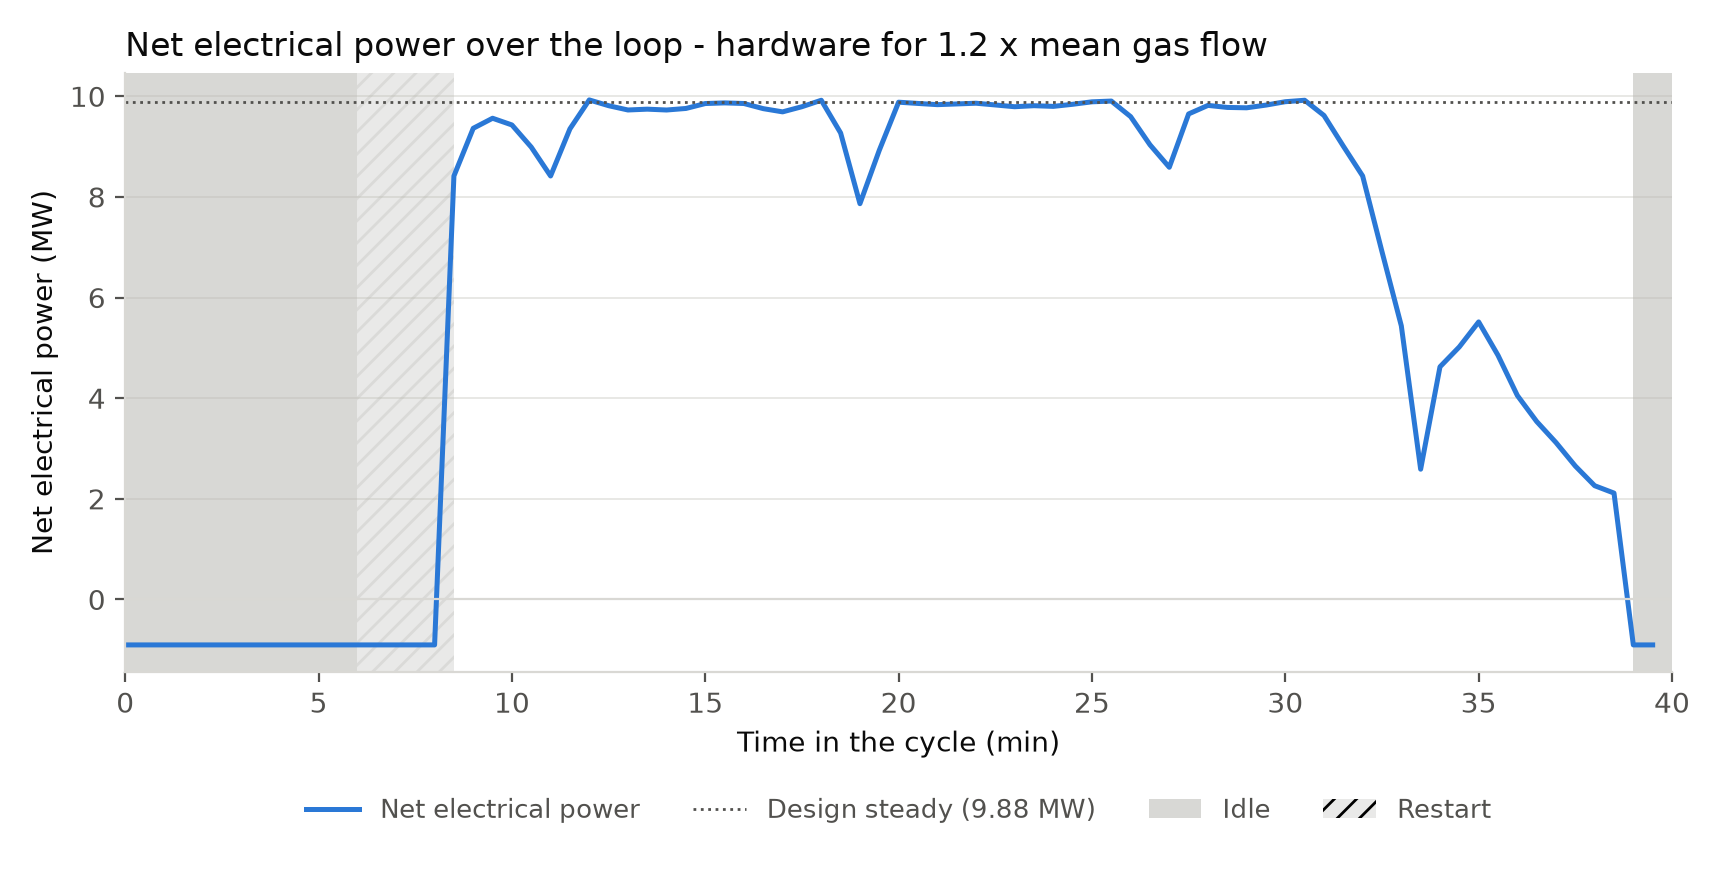 Net electrical power over the loop - hardware for 1.2 x mean gas flow
Net electrical power (MW)
10
8
6
4
2
0
0 5 10 15 20 25 30 35 40
Time in the cycle (min)
Net electrical power Design steady (9.88 MW) Idle Restart